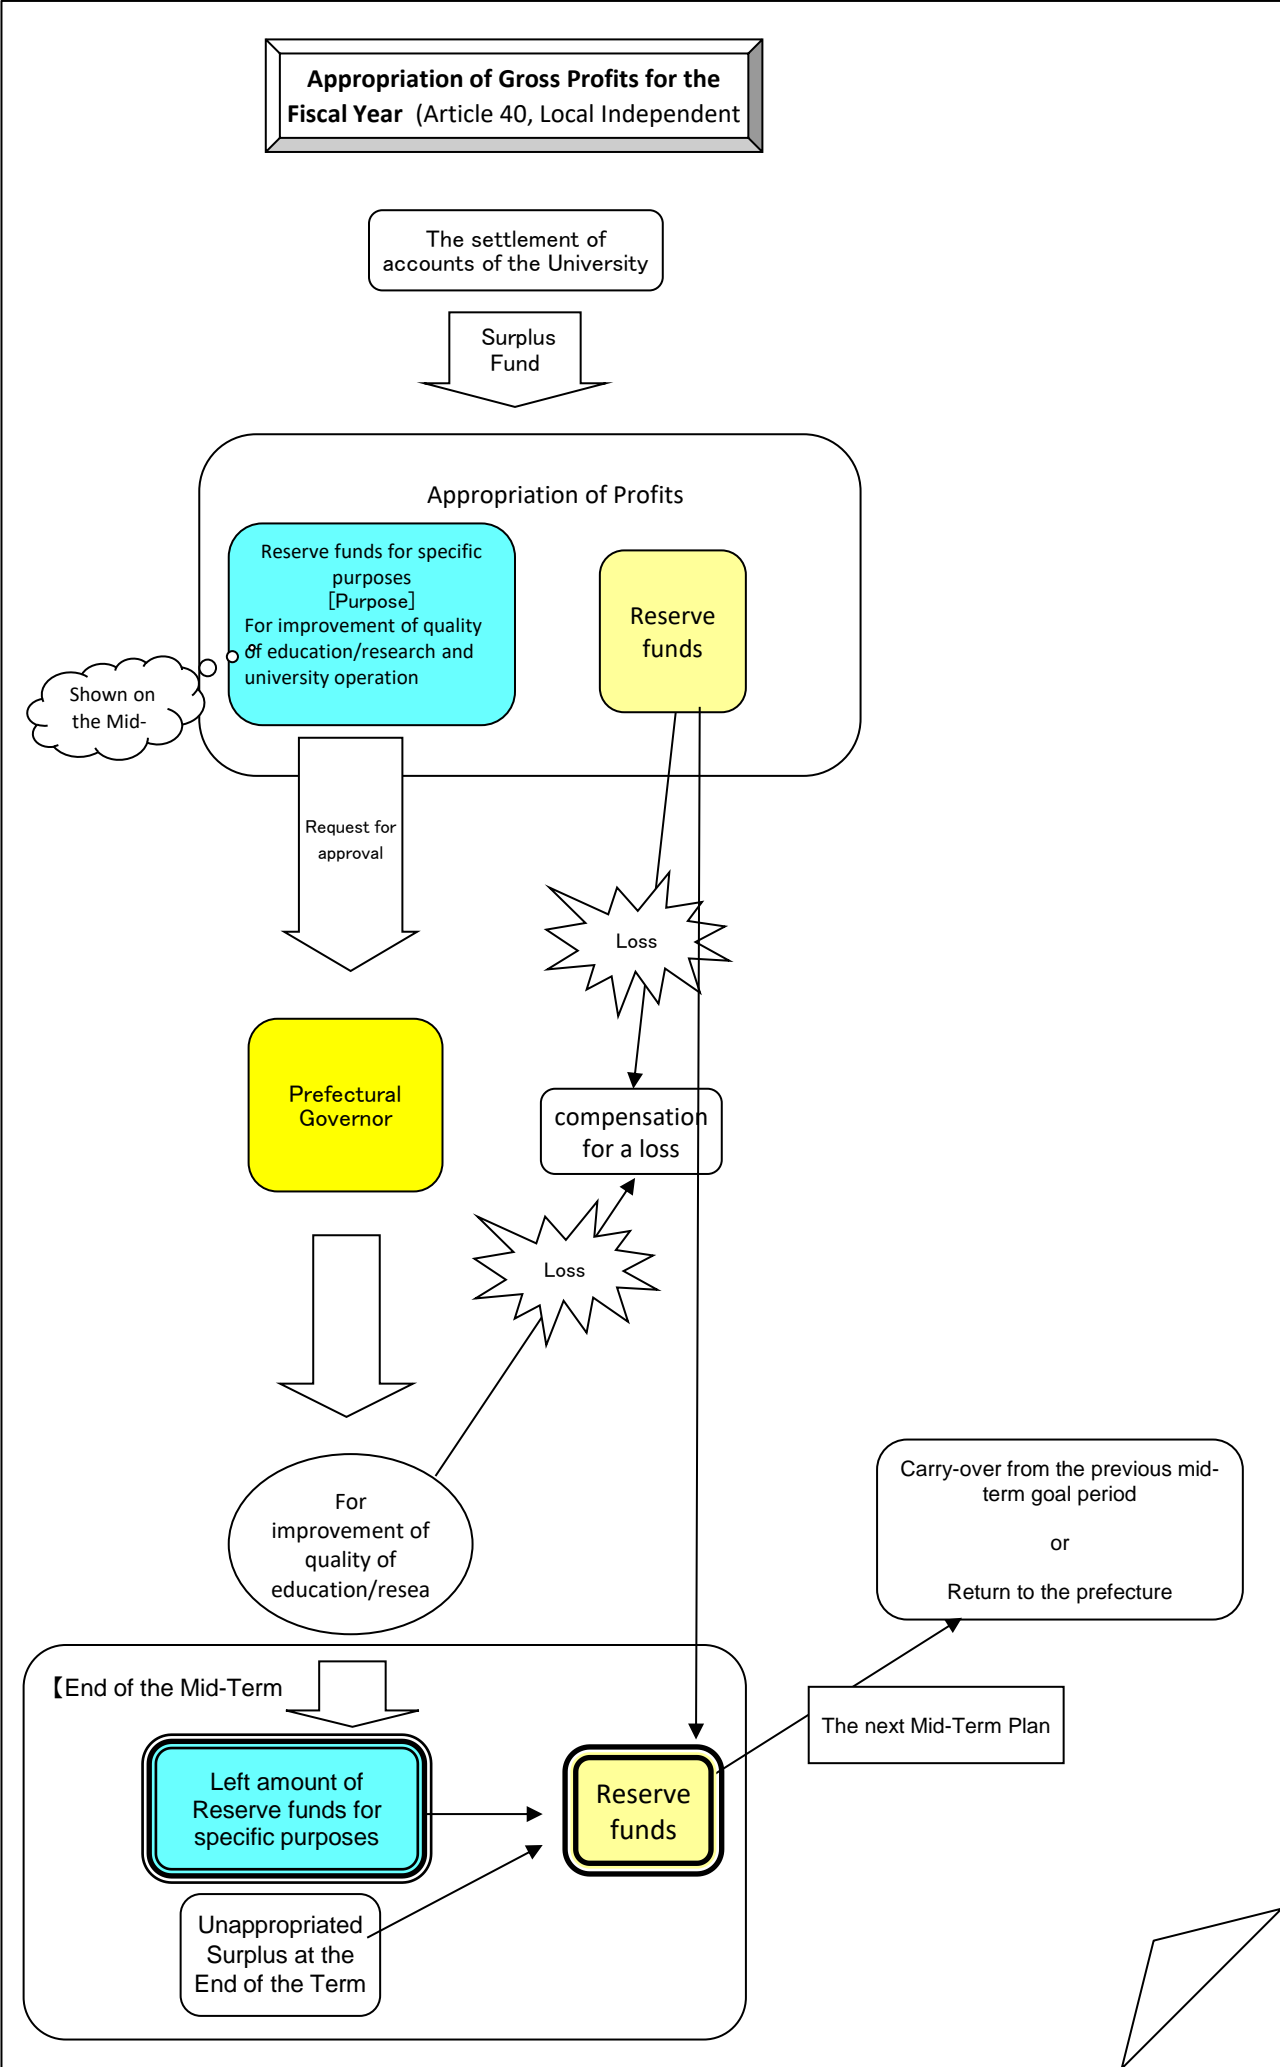 Appropriation of Gross Profits for the
Fiscal Year (Article 40, Local Independent
The settlement of
accounts of the University
Surplus
Fund
Appropriation of Profits
Reserve funds for specific
purposes
[Purpose]
For improvement of quality
of education/research and
university operation
Reserve
funds
Shown on
the Mid-
Request for
approval
Loss
Prefectural
Governor
compensation
for a loss
Loss
For
improvement of
quality of
education/resea
Carry-over from the previous mid-
term goal period
or
Return to the prefecture
【End of the Mid-Term
The next Mid-Term Plan
Left amount of
Reserve funds for
specific purposes
Reserve
funds
Unappropriated
Surplus at the
End of the Term